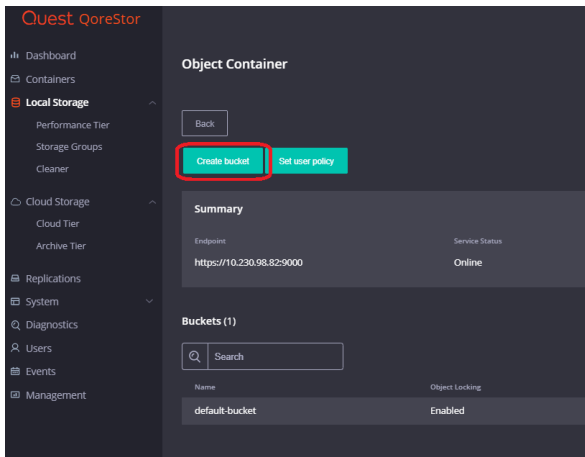 Quest QoreStor
Dashboard
Containers
Local Storage
Performance Tier
Storage Groups
Cleaner
Cloud Storage
Cloud Tier
Archive Tier
Replications
System
Diagnostics
Users
Events
Management
Object Container
Back
Create bucket Set user policy
Summary
Endpoint Service Status
https://10.230.98.82:9000 Online
Buckets (1)
Search
Name Object Locking
default-bucket Enabled